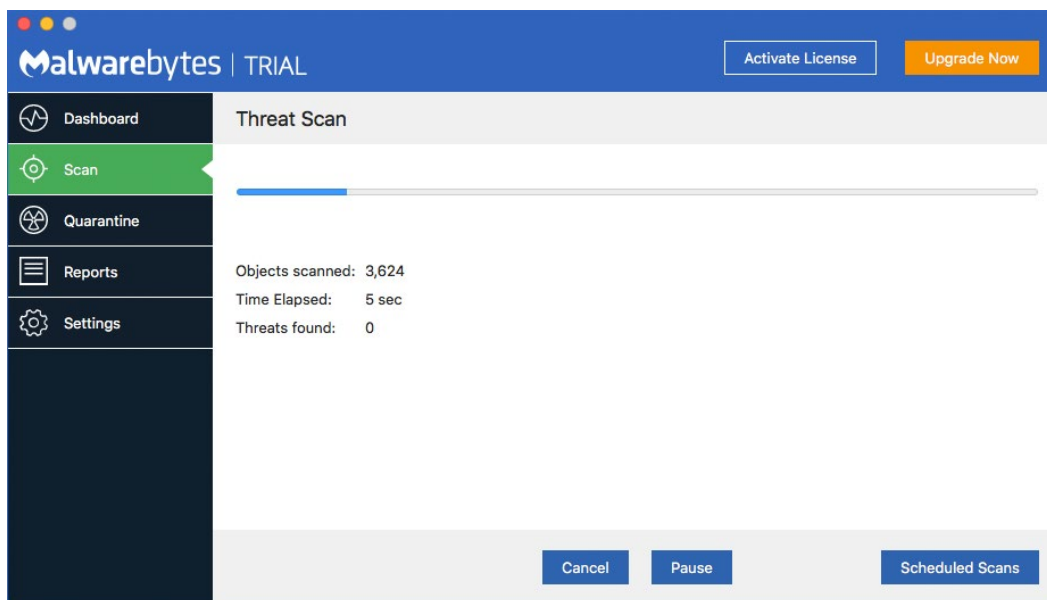 Malwarebytes | TRIAL
Activate License
Upgrade Now
Dashboard
Scan
Quarantine
Reports
Settings
Threat Scan
Objects scanned: 3,624
Time Elapsed: 5 sec
Threats found: 0
Cancel
Pause
Scheduled Scans